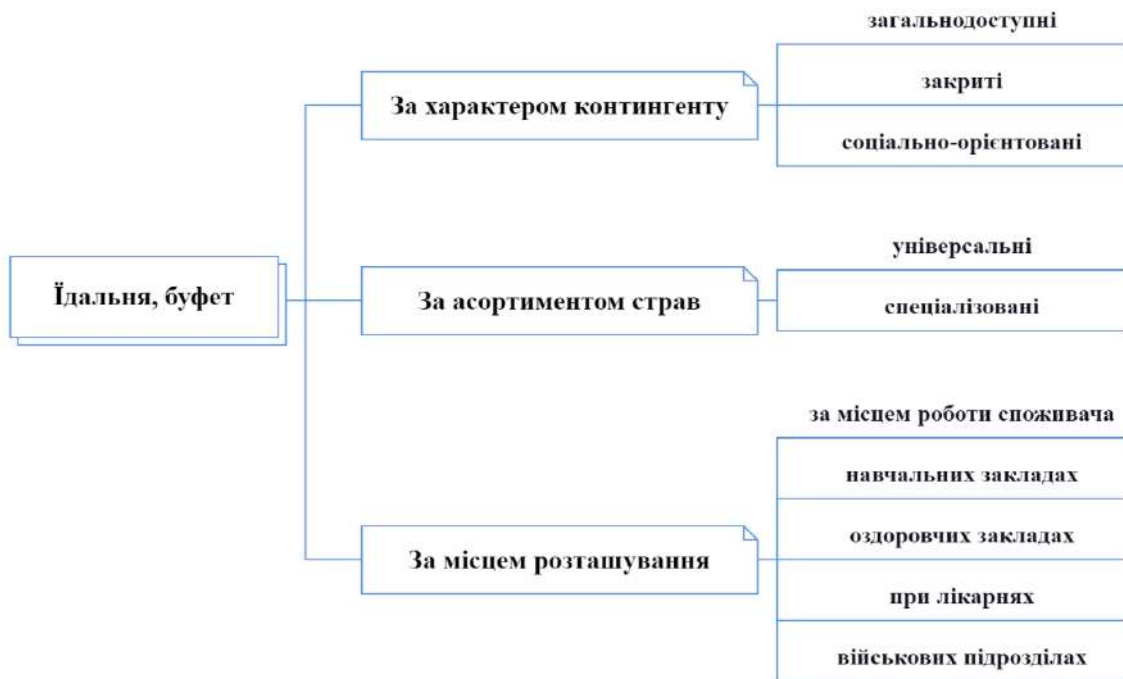 Їдальня, буфет
За характером контингенту
загальнодоступні
закриті
соціально-орієнтовані
За асортиментом страв
універсальні
спеціалізовані
За місцем розташування
за місцем роботи споживача
навчальних закладах
оздоровчих закладах
при лікарнях
військових підрозділах